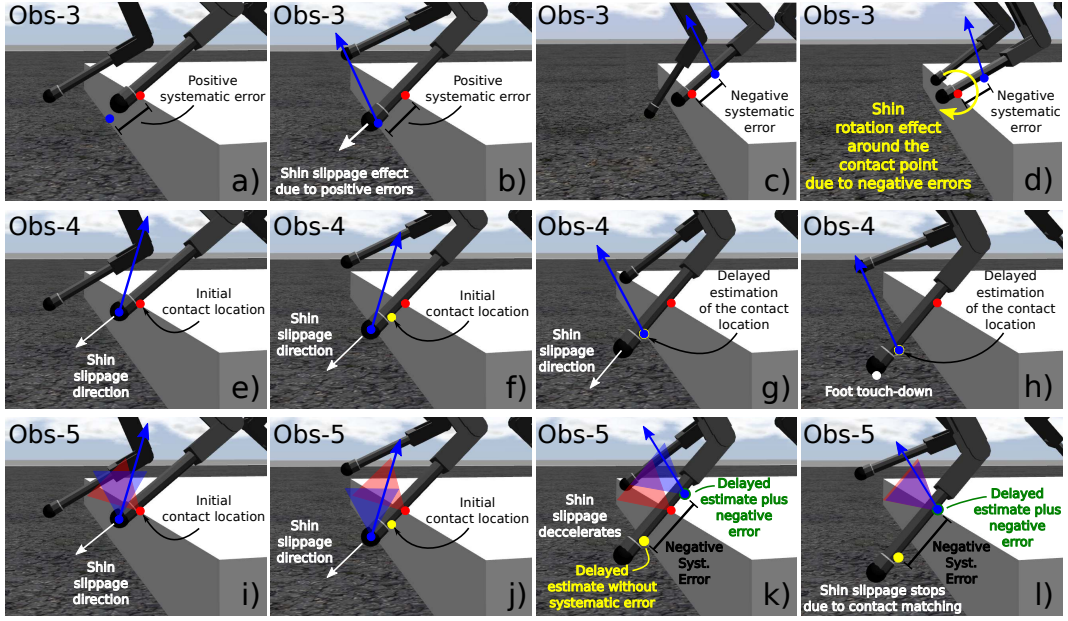 Obs-3
Positive
systematic error
a)
Obs-3
Positive
systematic error
Shin slippage effect
due to positive errors
b)
Obs-3
Negative
systematic
error
c)
Obs-3
Shin
rotation effect
around the
contact point
due to negative errors
Negative
systematic
error
d)
Obs-4
Initial
contact location
Shin
slippage
direction
e)
Obs-4
Shin
slippage
direction
Initial
contact location
f)
Obs-4
Delayed
estimation
of the contact
location
Shin
slippage
direction
g)
Obs-4
Delayed
estimation
of the contact
location
Foot touch-down
h)
Obs-5
Initial
contact location
Shin
slippage
direction
i)
Obs-5
Shin
slippage
direction
Initial
contact location
j)
Obs-5
Shin
slippage
deccelerates
Delayed
estimate plus
negative
error
Negative
Syst.
Error
Delayed
estimate without
systematic error
k)
Obs-5
Delayed
estimate plus
negative
error
Negative
Syst.
Error
Shin slippage stops
due to contact matching
l)